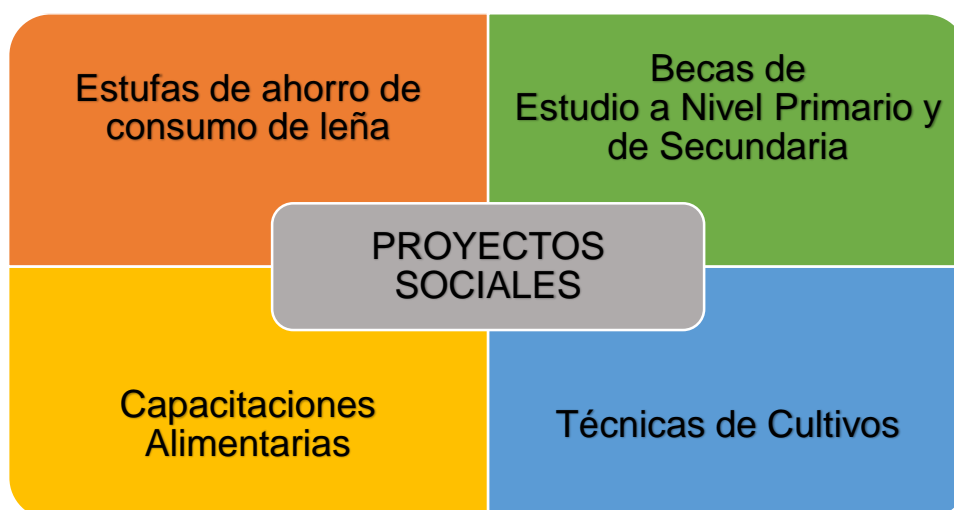 Estufas de ahorro de
consumo de leña
Becas de
Estudio a Nivel Primario y
de Secundaria
PROYECTOS
SOCIALES
Capacitaciones
Alimentarias
Técnicas de Cultivos